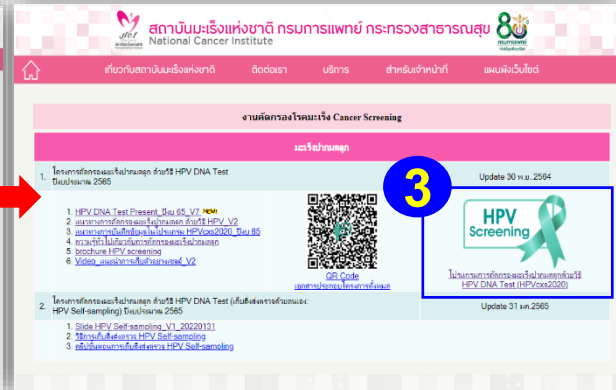 สถาบันมะเร็งแห่งชาติ กรมการแพทย์ กระทรวงสาธารณสุข
National Cancer Institute
เกี่ยวกับสถาบันมะเร็งแห่งชาติ ติดต่อเรา บริการ สำหรับเจ้าหน้าที่ แผนผังเว็บไซต์
งานคัดกรองโรคมะเร็ง Cancer Screening
มะเร็งปากมดลูก
1. โครงการคัดกรองมะเร็งปากมดลูก ด้วยวิธี HPV DNA Test
ปีงบประมาณ 2565
Update 30 พ.ย. 2564
3
1. HPV DNA Test Present_ปีงบ 65_V7 NEW!
2. แนวทางการคัดกรองมะเร็งปากมดลูก ด้วยวิธี HPV_V2
3. แนวทางการบันทึกข้อมูลในโปรแกรม HPVcxs2020_ปีงบ 65
4. ความรู้ทั่วไปเกี่ยวกับการคัดกรองมะเร็งปากมดลูก
5. brochure HPV screening
6. Video_แนะนำการเก็บตัวอย่างเซลล์_V2
QR Code
เอกสารประกอบโครงการทั้งหมด
HPV
Screening
โปรแกรมการคัดกรองมะเร็งปากมดลูกด้วยวิธี
HPV DNA Test (HPVcxs2020)
2. โครงการคัดกรองมะเร็งปากมดลูก ด้วยวิธี HPV DNA Test (เก็บสิ่งส่งตรวจด้วยตนเอง:
HPV Self-sampling) ปีงบประมาณ 2565
Update 31 มค.2565
1. Slide HPV Self-sampling_V1_20220131
2. วิธีการเก็บสิ่งส่งตรวจ HPV Self-sampling
3. คลิปขั้นตอนการเก็บสิ่งส่งตรวจ HPV Self-sampling